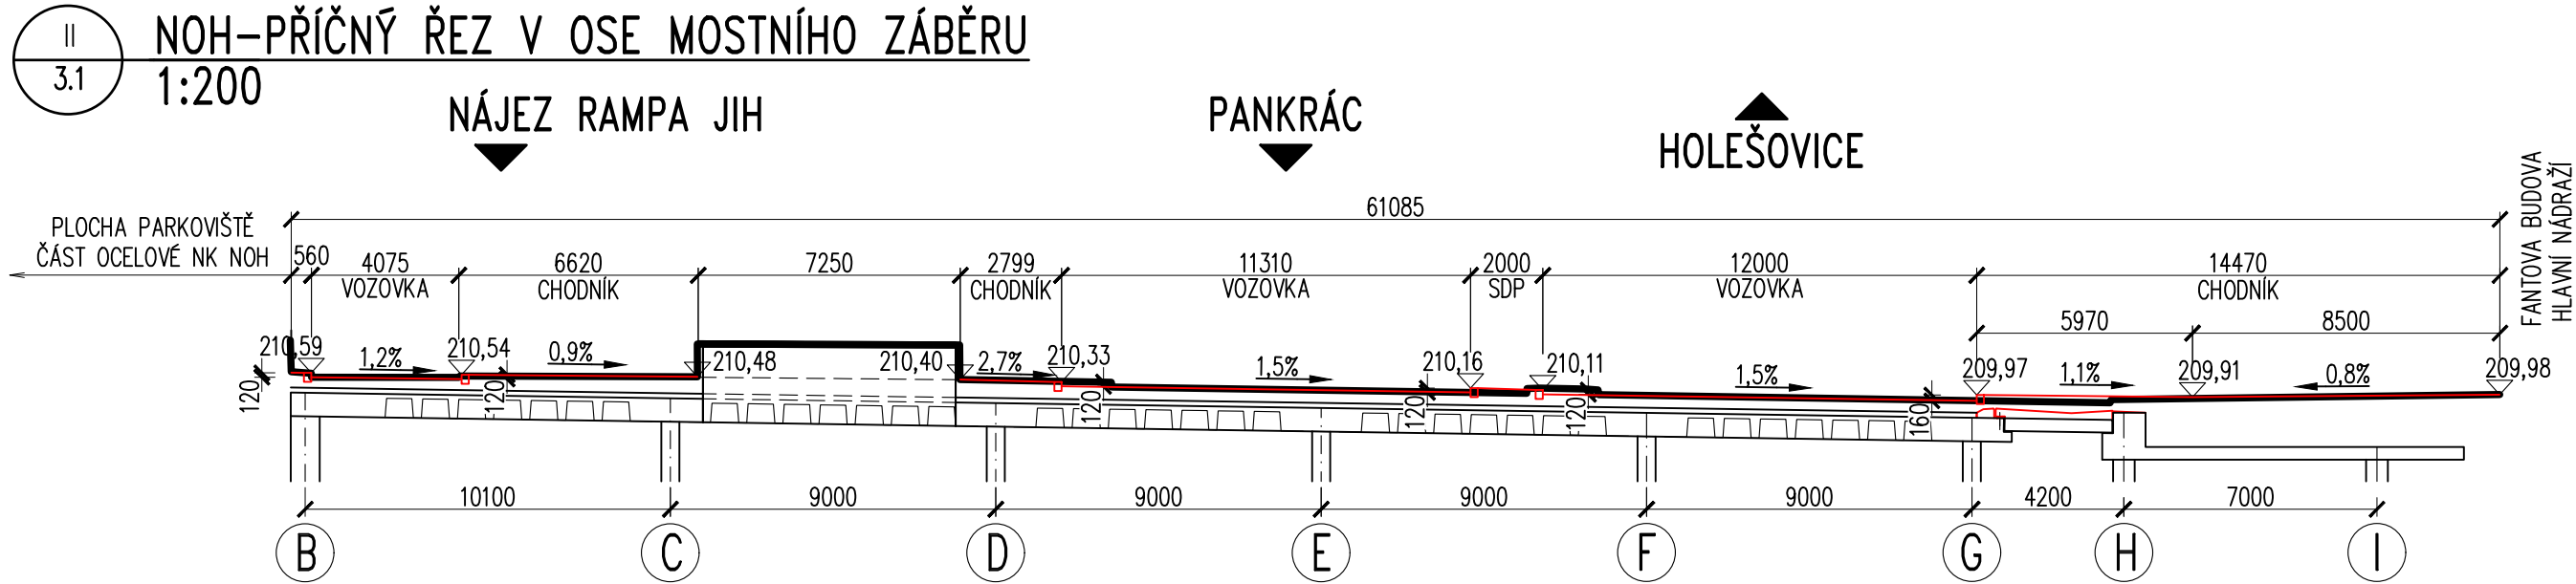 II
3.1
NOH-PŘÍČNÝ ŘEZ V OSE MOSTNÍHO ZÁBĚRU
1:200
NÁJEZ RAMPA JIH
PANKRÁC
HOLEŠOVICE
FANTOVA BUDOVA
HLAVNÍ NÁDRAŽÍ
61085
PLOCHA PARKOVIŠTĚ
ČÁST OCELOVÉ NK NOH
560
4075
VOZOVKA
6620
CHODNÍK
7250
2799
CHODNÍK
11310
VOZOVKA
2000
SDP
12000
VOZOVKA
14470
CHODNÍK
5970
8500
210,59
1,2%
210,54
0,9%
210,48
210,40
2,7%
210,33
1,5%
210,16
210,11
1,5%
209,97
1,1%
209,91
0,8%
209,98
120
120
120
120
120
160
10100
9000
9000
9000
9000
4200
7000
B
C
D
E
F
G
H
I